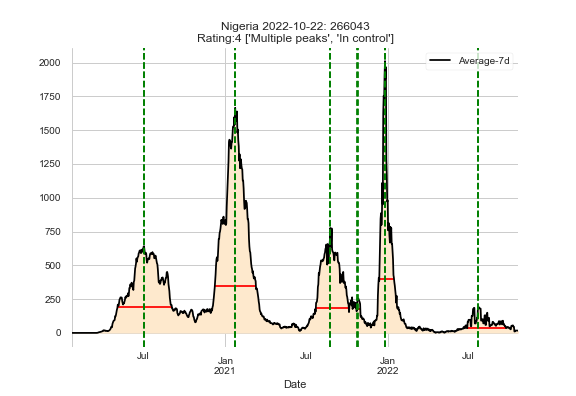 Nigeria 2022-10-22: 266043
Rating:4 ['Multiple peaks', 'In control']
Average-7d
2000
1750
1500
1250
1000
750
500
250
0
Jul
Jan
2021
Jul
Jan
2022
Jul
Date